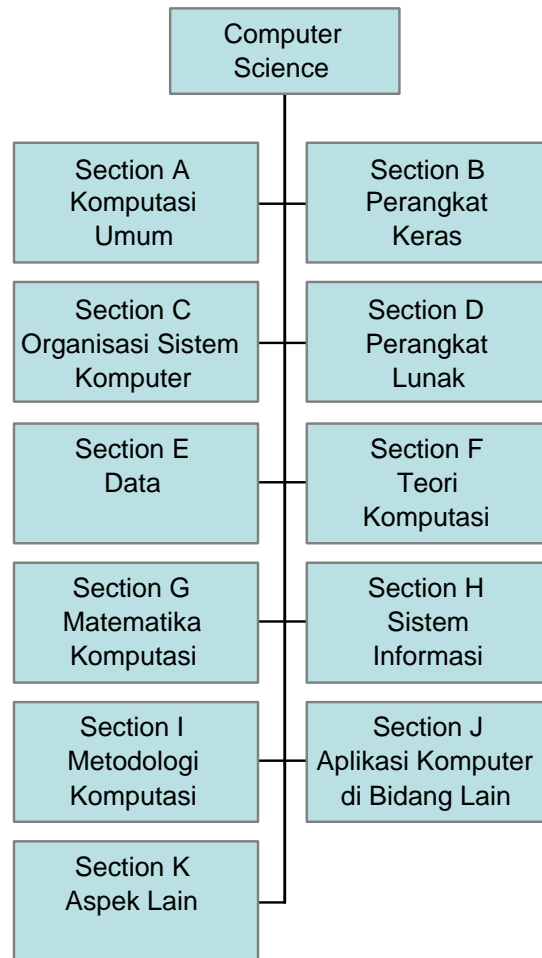 Computer
Science
Section A
Komputasi
Umum
Section B
Perangkat
Keras
Section C
Organisasi Sistem
Komputer
Section D
Perangkat
Lunak
Section E
Data
Section F
Teori
Komputasi
Section G
Matematika
Komputasi
Section H
Sistem
Informasi
Section I
Metodologi
Komputasi
Section J
Aplikasi Komputer
di Bidang Lain
Section K
Aspek Lain